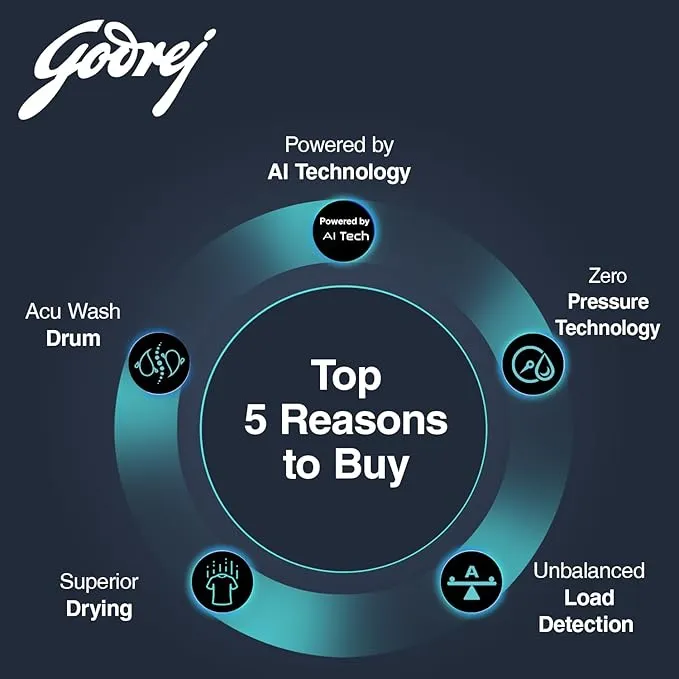 Godrej
Powered by
AI Technology
Powered by
AI Tech
Zero
Pressure
Technology
Acu Wash
Drum
Top
5 Reasons
to Buy
Superior
Drying
A
Unbalanced
Load
Detection